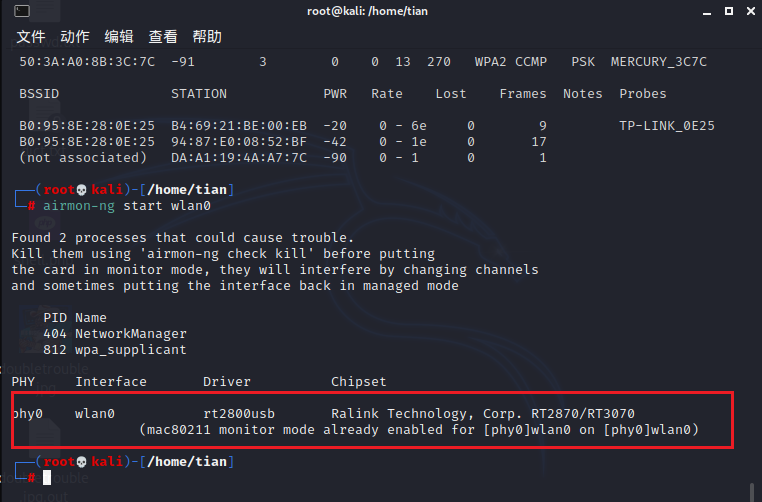 root@kali: /home/tian
文件 动作 编辑 查看 帮助
50:3A:A0:8B:3C:7C -91 3 0 0 13 270 WPA2 CCMP PSK MERCURY_3C7C
BSSID STATION PWR Rate Lost Frames Notes Probes
B0:95:8E:28:0E:25 B4:69:21:BE:00:EB -20 0 - 6e 0 9 TP-LINK_0E25
B0:95:8E:28:0E:25 94:87:E0:08:52:BF -42 0 - 1e 0 17
(not associated) DA:A1:19:4A:A7:7C -90 0 - 1 0 1
┌──(root💀kali)-[/home/tian]
└─# airmon-ng start wlan0
Found 2 processes that could cause trouble.
Kill them using 'airmon-ng check kill' before putting
the card in monitor mode, they will interfere by changing channels
and sometimes putting the interface back in managed mode
PID Name
404 NetworkManager
812 wpa_supplicant
PHY Interface Driver Chipset
phy0 wlan0 rt2800usb Ralink Technology, Corp. RT2870/RT3070
(mac80211 monitor mode already enabled for [phy0]wlan0 on [phy0]wlan0)
┌──(root💀kali)-[/home/tian]
└─#